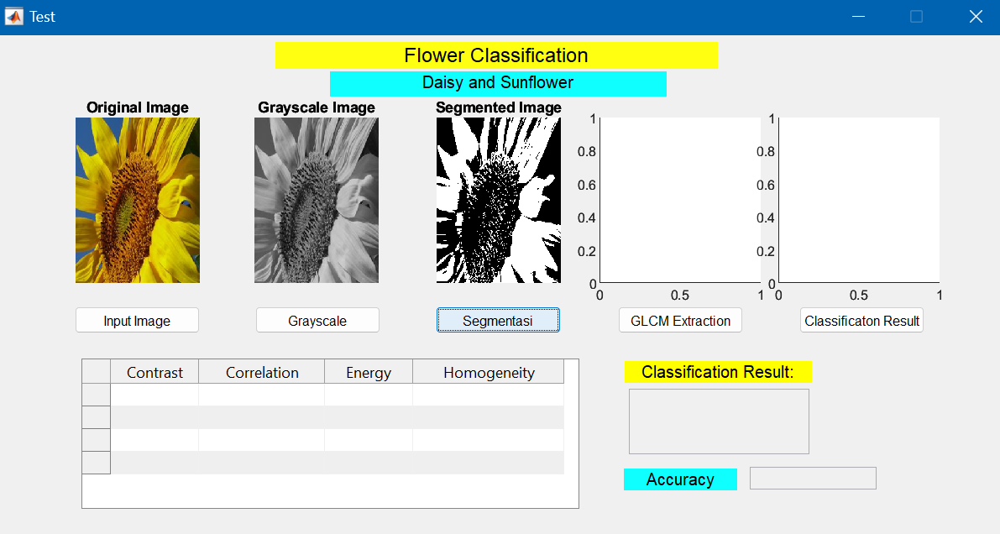 Test
Flower Classification
Daisy and Sunflower
Original Image
Grayscale Image
Segmented Image
1
0.8
0.6
0.4
0.2
0
0 0.5 1
1
0.8
0.6
0.4
0.2
0
0 0.5 1
Input Image
Grayscale
Segmentasi
GLCM Extraction
Classificaton Result
Contrast Correlation Energy Homogeneity
Classification Result:
Accuracy